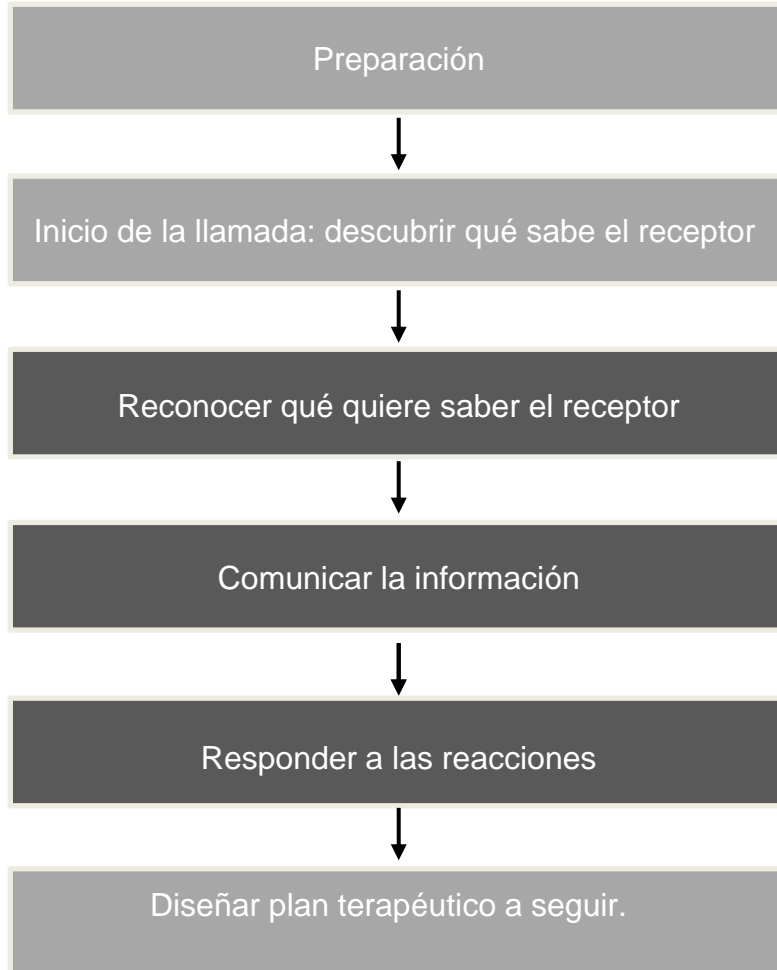 Preparación
Inicio de la llamada: descubrir qué sabe el receptor
Reconocer qué quiere saber el receptor
Comunicar la información
Responder a las reacciones
Diseñar plan terapéutico a seguir.